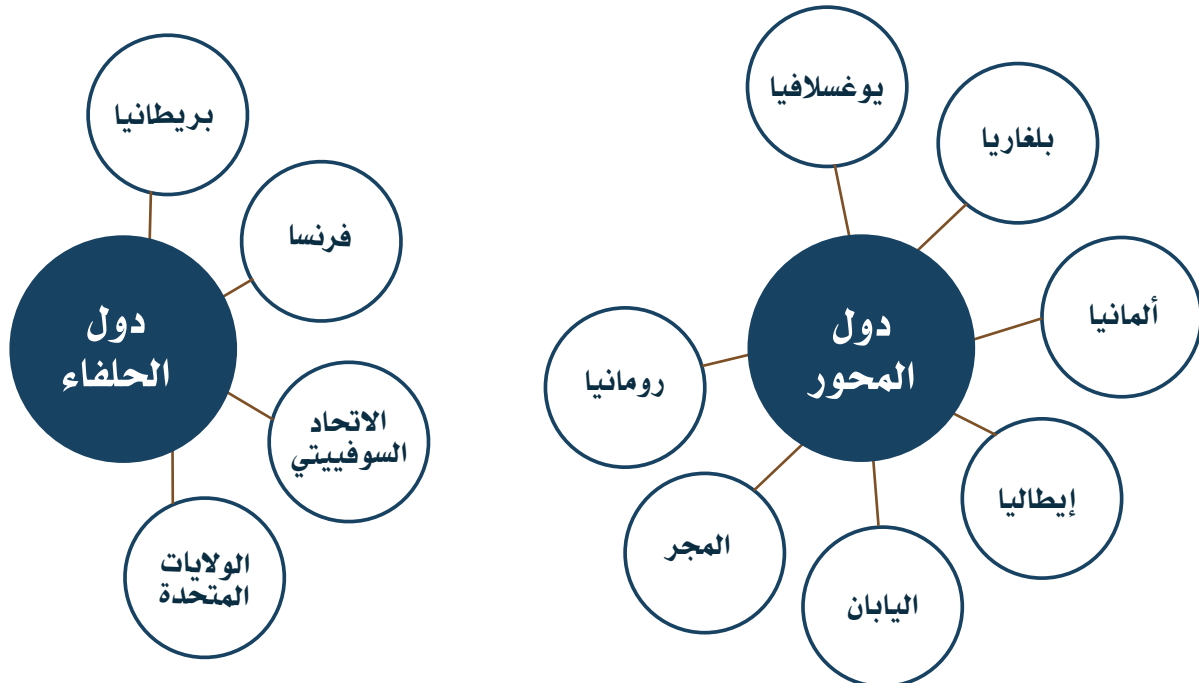 دول
المحور
يوغسلافيا
بلغاريا
ألمانيا
إيطاليا
اليابان
المجر
رومانيا
دول
الحلفاء
بريطانيا
فرنسا
الاتحاد
السوفييتي
الولايات
المتحدة